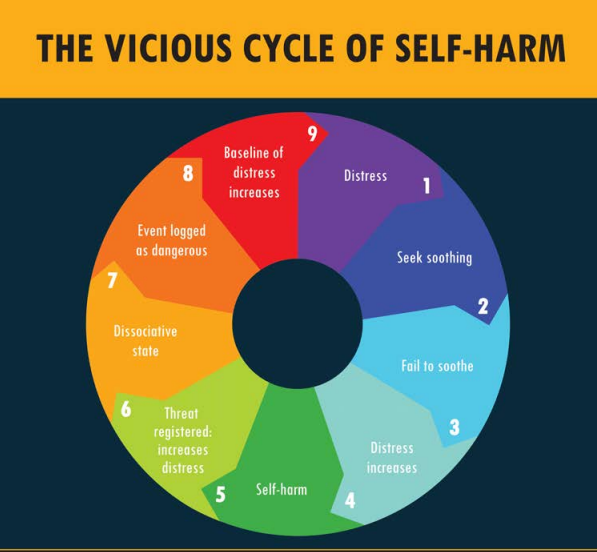 THE VICIOUS CYCLE OF SELF-HARM
Distress
1
Seek soothing
2
Fail to soothe
3
Distress
increases
4
Self-harm
5
Threat
registered:
increases
distress
6
Dissociative
state
7
Event logged
as dangerous
8
Baseline of
distress
increases
9